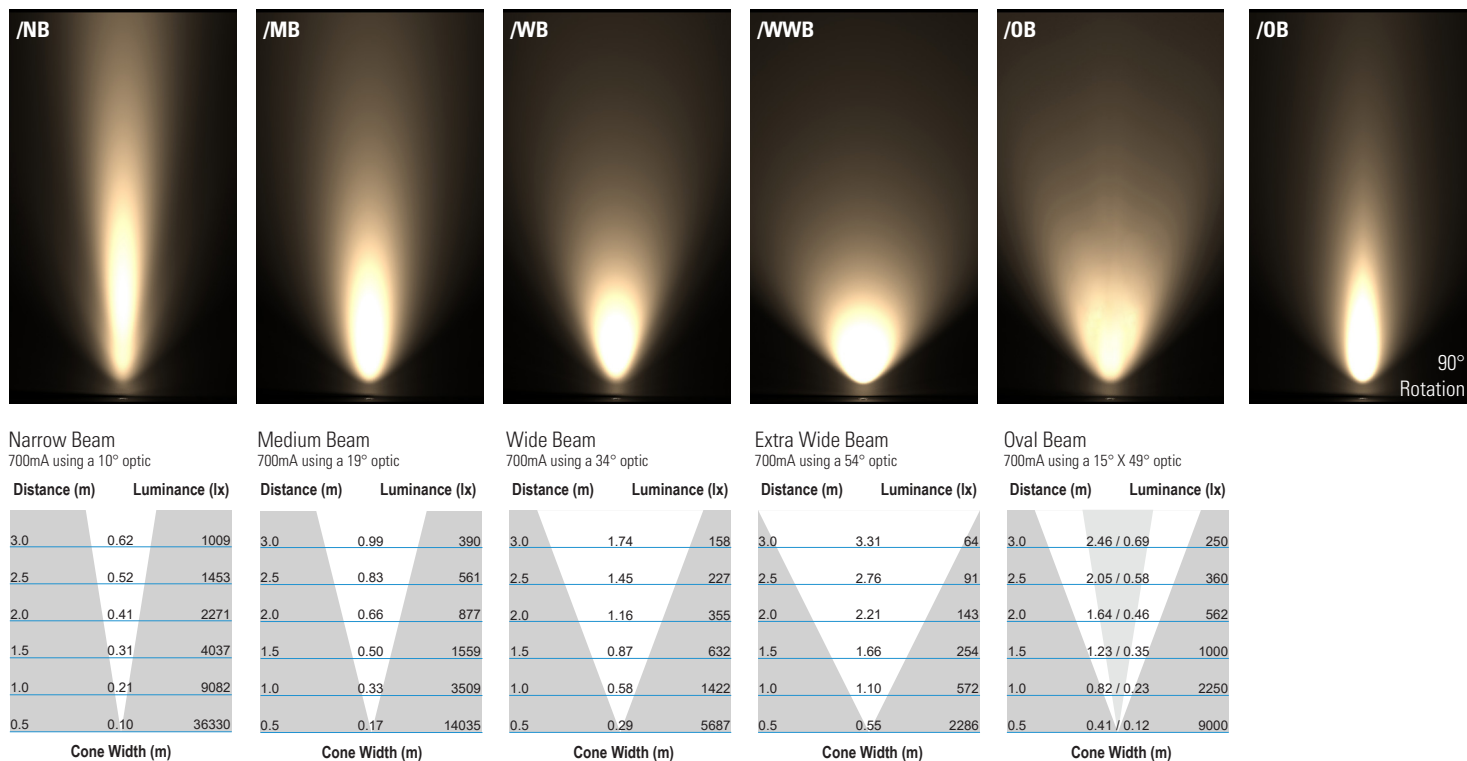 /NB
/MB
/WB
/WWB
/OB
/OB
90°
Rotation
Narrow Beam
700mA using a 10° optic
Distance (m) Luminance (lx)
3.0 0.62 1009
2.5 0.52 1453
2.0 0.41 2271
1.5 0.31 4037
1.0 0.21 9082
0.5 0.10 36330
Cone Width (m)
Medium Beam
700mA using a 19° optic
Distance (m) Luminance (lx)
3.0 0.99 390
2.5 0.83 561
2.0 0.66 877
1.5 0.50 1559
1.0 0.33 3509
0.5 0.17 14035
Cone Width (m)
Wide Beam
700mA using a 34° optic
Distance (m) Luminance (lx)
3.0 1.74 158
2.5 1.45 227
2.0 1.16 355
1.5 0.87 632
1.0 0.58 1422
0.5 0.29 5687
Cone Width (m)
Extra Wide Beam
700mA using a 54° optic
Distance (m) Luminance (lx)
3.0 3.31 64
2.5 2.76 91
2.0 2.21 143
1.5 1.66 254
1.0 1.10 572
0.5 0.55 2286
Cone Width (m)
Oval Beam
700mA using a 15° X 49° optic
Distance (m) Luminance (lx)
3.0 2.46 / 0.69 250
2.5 2.05 / 0.58 360
2.0 1.64 / 0.46 562
1.5 1.23 / 0.35 1000
1.0 0.82 / 0.23 2250
0.5 0.41 / 0.12 9000
Cone Width (m)